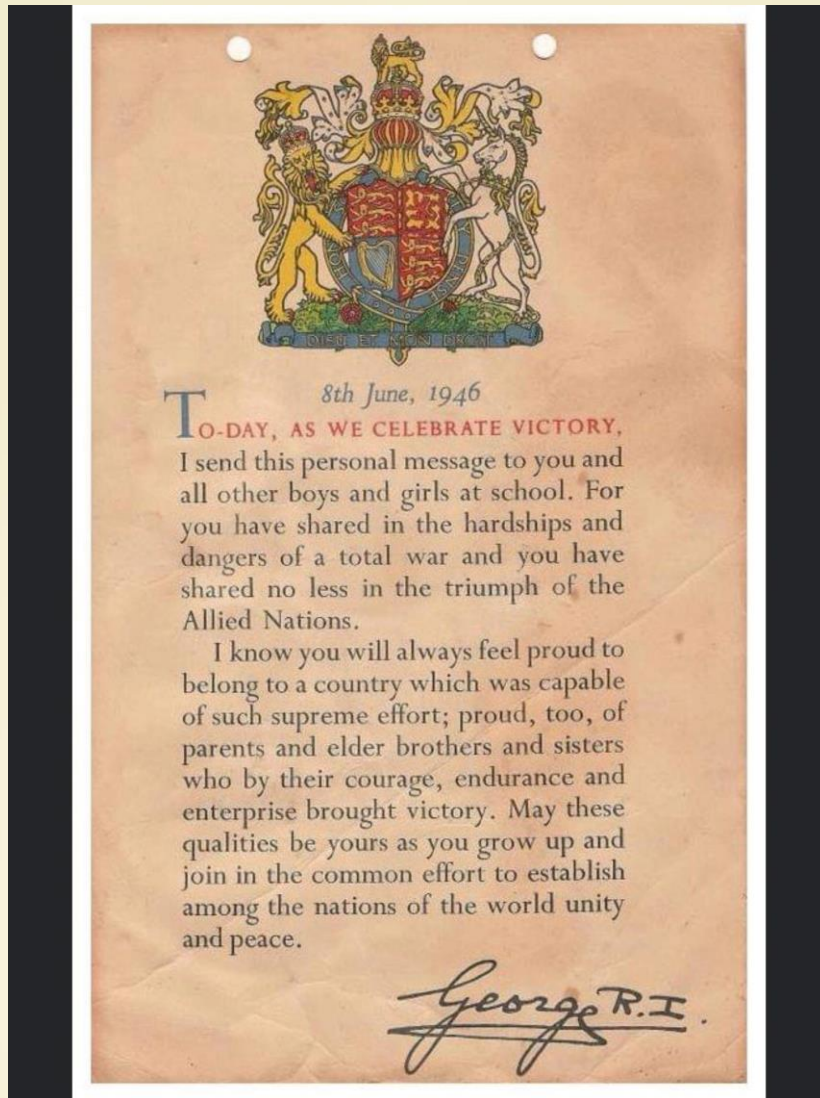 DIEU ET MON DROIT
8th June, 1946
TO-DAY, AS WE CELEBRATE VICTORY,
I send this personal message to you and
all other boys and girls at school. For
you have shared in the hardships and
dangers of a total war and you have
shared no less in the triumph of the
Allied Nations.
I know you will always feel proud to
belong to a country which was capable
of such supreme effort; proud, too, of
parents and elder brothers and sisters
who by their courage, endurance and
enterprise brought victory. May these
qualities be yours as you grow up and
join in the common effort to establish
among the nations of the world unity
and peace.
George R.I.